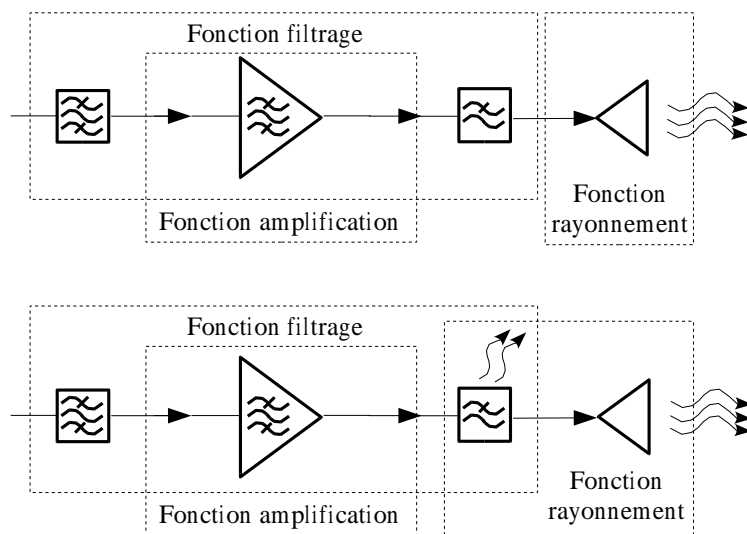 Fonction filtrage
Fonction amplification
Fonction
rayonnement
Fonction filtrage
Fonction amplification
Fonction
rayonnement